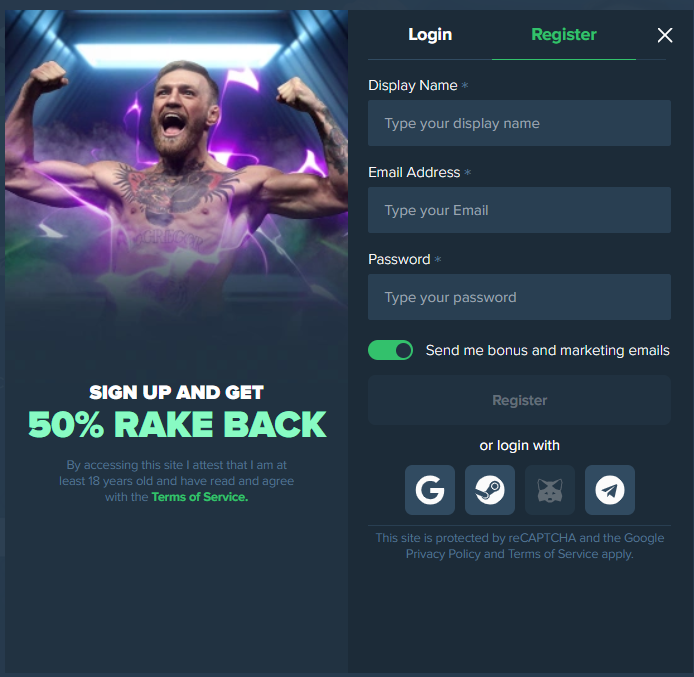 Login
Register
Display Name *
Type your display name
Email Address *
Type your Email
Password *
Type your password
Send me bonus and marketing emails
Register
or login with
This site is protected by reCAPTCHA and the Google
Privacy Policy and Terms of Service apply.
SIGN UP AND GET
50% RAKE BACK
By accessing this site I attest that I am at
least 18 years old and have read and agree
with the Terms of Service.